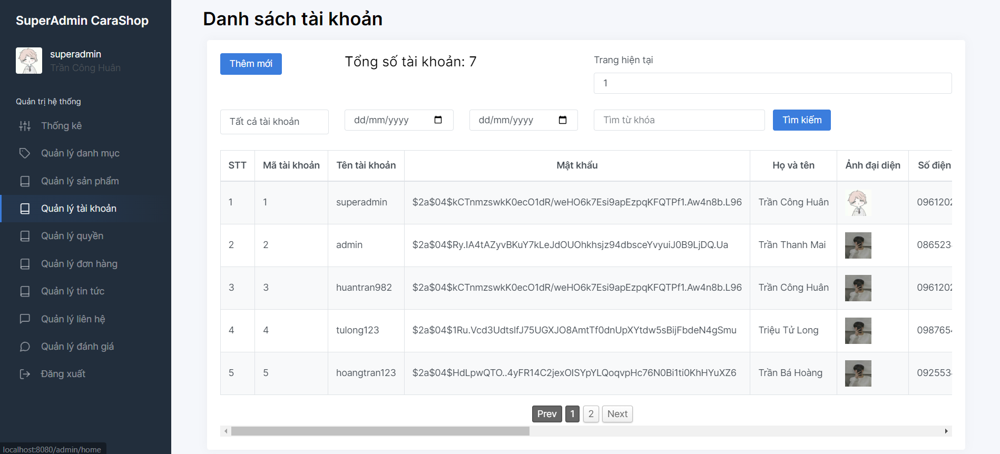 SuperAdmin CaraShop
superadmin
Trần Công Huân
Quản trị hệ thống
Thống kê
Quản lý danh mục
Quản lý sản phẩm
Quản lý tài khoản
Quản lý quyền
Quản lý đơn hàng
Quản lý tin tức
Quản lý liên hệ
Quản lý đánh giá
Đăng xuất
localhost:8080/admin/home
Danh sách tài khoản
Thêm mới
Tổng số tài khoản: 7
Trang hiện tại
1
Tất cả tài khoản dd/mm/yyyy dd/mm/yyyy Tìm từ khóa Tìm kiếm
STT Mã tài khoản Tên tài khoản Mật khẩu Họ và tên Ảnh đại diện Số điện
1 1 superadmin $2a$04$kCTnmzswkK0ecO1dR/weHO6k7Esi9apEzpqKFQTPf1.Aw4n8b.L96 Trần Công Huân 0961202
2 2 admin $2a$04$Ry.IA4tAZyvBKuY7kLeJdOUOhkhsjz94dbsceYvyuiJ0B9LjDQ.Ua Trần Thanh Mai 086523
3 3 huantran982 $2a$04$kCTnmzswkK0ecO1dR/weHO6k7Esi9apEzpqKFQTPf1.Aw4n8b.L96 Trần Công Huân 0961202
4 4 tulong123 $2a$04$1Ru.Vcd3UdtslfJ75UGXJO8AmtTf0dnUpXYtdw5sBijFbdeN4gSmu Triệu Tử Long 098765
5 5 hoangtran123 $2a$04$HdLpwQTO..4yFR14C2jexOISYpYLQoqvpHc76N0Bi1ti0KhHYuXZ6 Trần Bá Hoàng 092553
Prev 1 2 Next